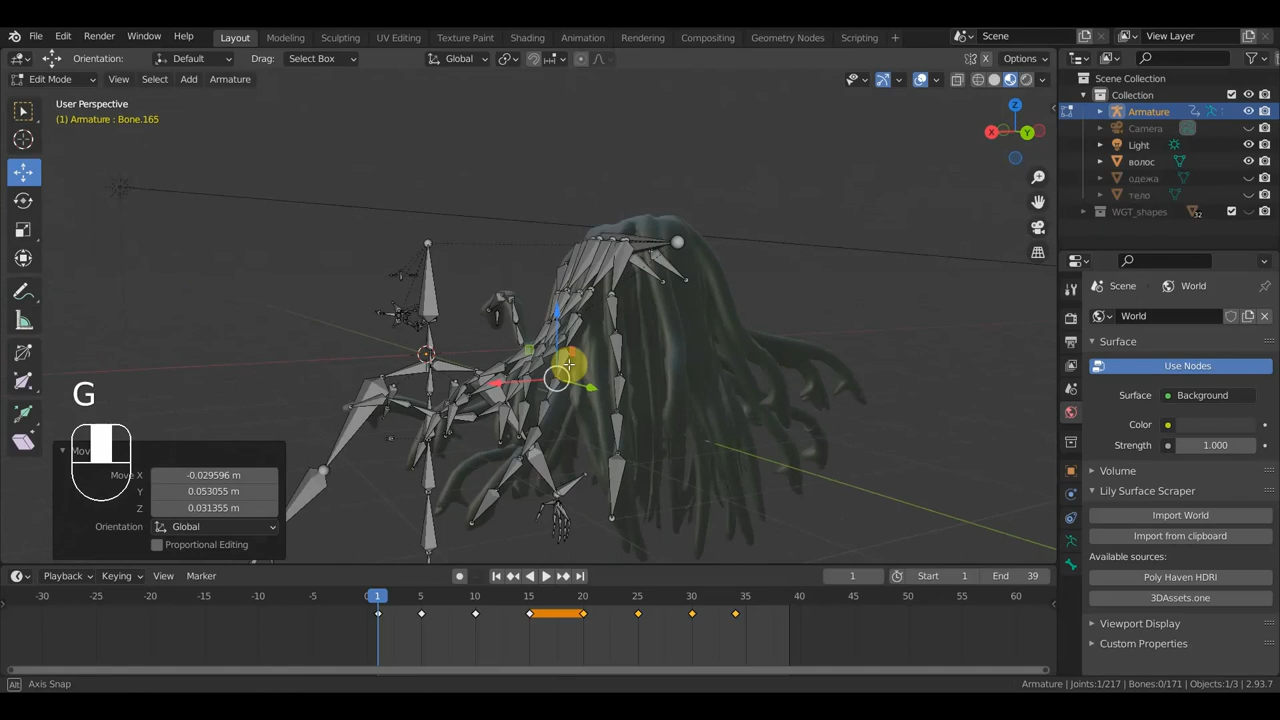 File Edit Render Window Help Layout Modeling Sculpting UV Editing Texture Paint Shading Animation Rendering Compositing Geometry Nodes Scripting + Scene View Layer
Orientation: Default Drag: Select Box Global X Options
Edit Mode View Select Add Armature
User Perspective
(1) Armature : Bone.165
Z
X
Y
G
Mov
Move X -0.029596 m
Y 0.053055 m
Z 0.031355 m
Orientation Global
Proportional Editing
Scene Collection
Collection
Armature
Camera
Light
волос
одежа
тело
WGT_shapes 32
Scene World
World
Surface
Use Nodes
Surface Background
Color
Strength 1.000
Volume
Lily Surface Scraper
Import World
Import from clipboard
Available sources:
Poly Haven HDRI
3DAssets.one
Viewport Display
Custom Properties
Playback Keying View Marker 1 Start 1 End 39
-30 -25 -20 -15 -10 -5 1 5 10 15 20 25 30 35 40 45 50 55 60
Alt Axis Snap Armature | Joints:1/217 | Bones:0/171 | Objects:1/3 | 2.93.7